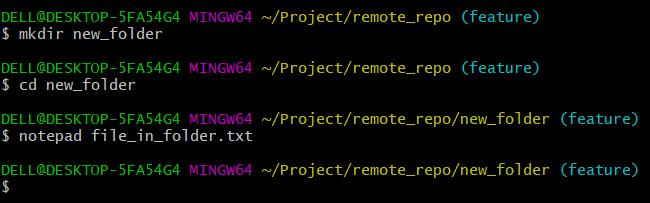 DELL@DESKTOP-5FA54G4 MINGW64 ~/Project/remote_repo (feature)
$ mkdir new_folder
DELL@DESKTOP-5FA54G4 MINGW64 ~/Project/remote_repo (feature)
$ cd new_folder
DELL@DESKTOP-5FA54G4 MINGW64 ~/Project/remote_repo/new_folder (feature)
$ notepad file_in_folder.txt
DELL@DESKTOP-5FA54G4 MINGW64 ~/Project/remote_repo/new_folder (feature)
$